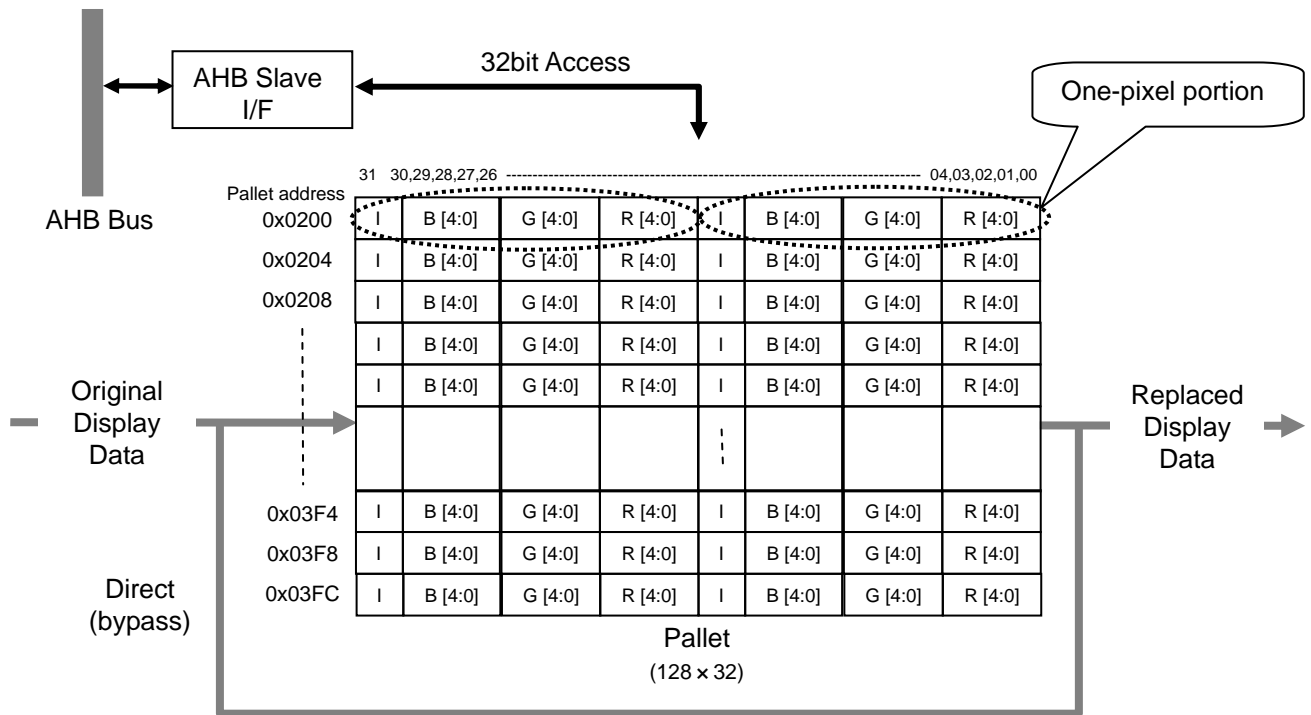 AHB Slave
I/F
32bit Access
One-pixel portion
AHB Bus
31 30,29,28,27,26 ---------- 04,03,02,01,00
Pallet address
0x0200 I B [4:0] G [4:0] R [4:0] I B [4:0] G [4:0] R [4:0]
0x0204 I B [4:0] G [4:0] R [4:0] I B [4:0] G [4:0] R [4:0]
0x0208 I B [4:0] G [4:0] R [4:0] I B [4:0] G [4:0] R [4:0]
I B [4:0] G [4:0] R [4:0] I B [4:0] G [4:0] R [4:0]
I B [4:0] G [4:0] R [4:0] I B [4:0] G [4:0] R [4:0]
Original
Display
Data
Replaced
Display
Data
0x03F4 I B [4:0] G [4:0] R [4:0] I B [4:0] G [4:0] R [4:0]
0x03F8 I B [4:0] G [4:0] R [4:0] I B [4:0] G [4:0] R [4:0]
0x03FC I B [4:0] G [4:0] R [4:0] I B [4:0] G [4:0] R [4:0]
Direct
(bypass)
Pallet
(128 × 32)